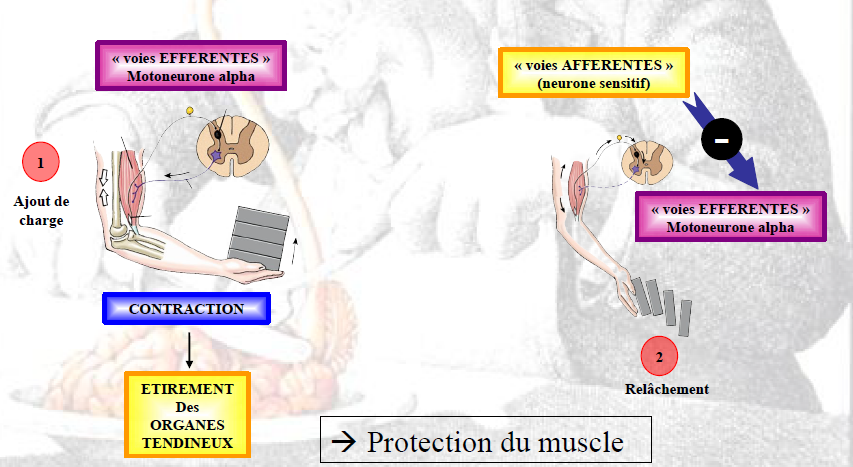 « voies EFFERENTES »
Motoneurone alpha
« voies AFFERENTES »
(neurone sensitif)
-
1
Ajout de
charge
« voies EFFERENTES »
Motoneurone alpha
CONTRACTION
2
Relâchement
ETIREMENT
Des
ORGANES
TENDINEUX
→ Protection du muscle